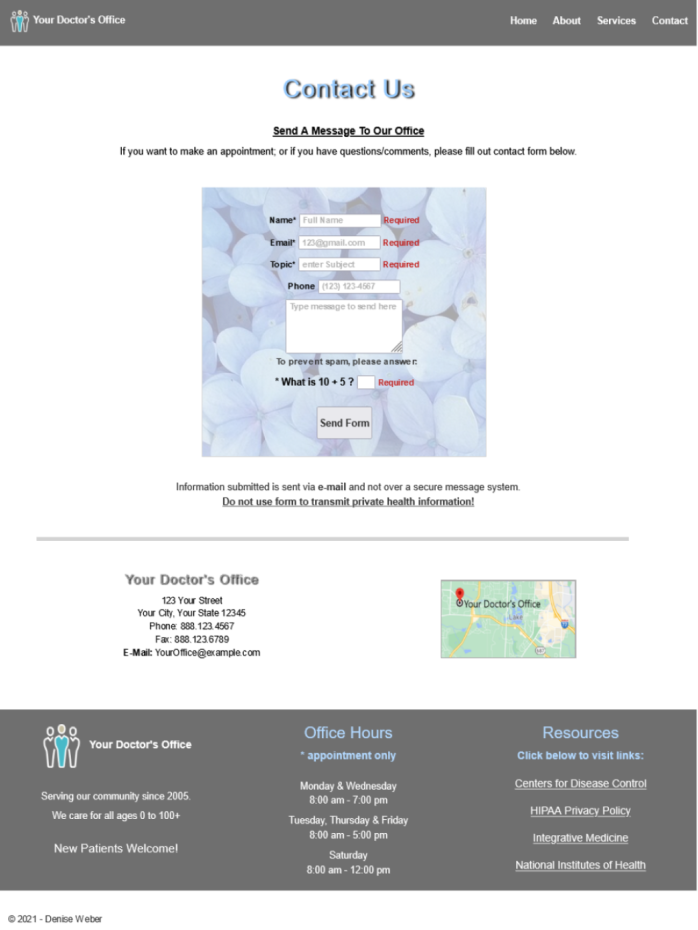 Your Doctor's Office
Home About Services Contact
Contact Us
Send A Message To Our Office
If you want to make an appointment; or if you have questions/comments, please fill out contact form below.
Name* Full Name Required
Email* 123@gmail.com Required
Topic* enter Subject Required
Phone (123) 123-4567
Type message to send here
To prevent spam, please answer:
* What is 10 + 5 ? Required
Send Form
Information submitted is sent via e-mail and not over a secure message system.
Do not use form to transmit private health information!
Your Doctor's Office
123 Your Street
Your City, Your State 12345
Phone: 888.123.4567
Fax: 888.123.6789
E-Mail: YourOffice@example.com
Your Doctor's Office
Your Doctor's Office
Serving our community since 2005.
We care for all ages 0 to 100+
New Patients Welcome!
Office Hours
* appointment only
Monday & Wednesday
8:00 am - 7:00 pm
Tuesday, Thursday & Friday
8:00 am - 5:00 pm
Saturday
8:00 am - 12:00 pm
Resources
Click below to visit links:
Centers for Disease Control
HIPAA Privacy Policy
Integrative Medicine
National Institutes of Health
© 2021 - Denise Weber